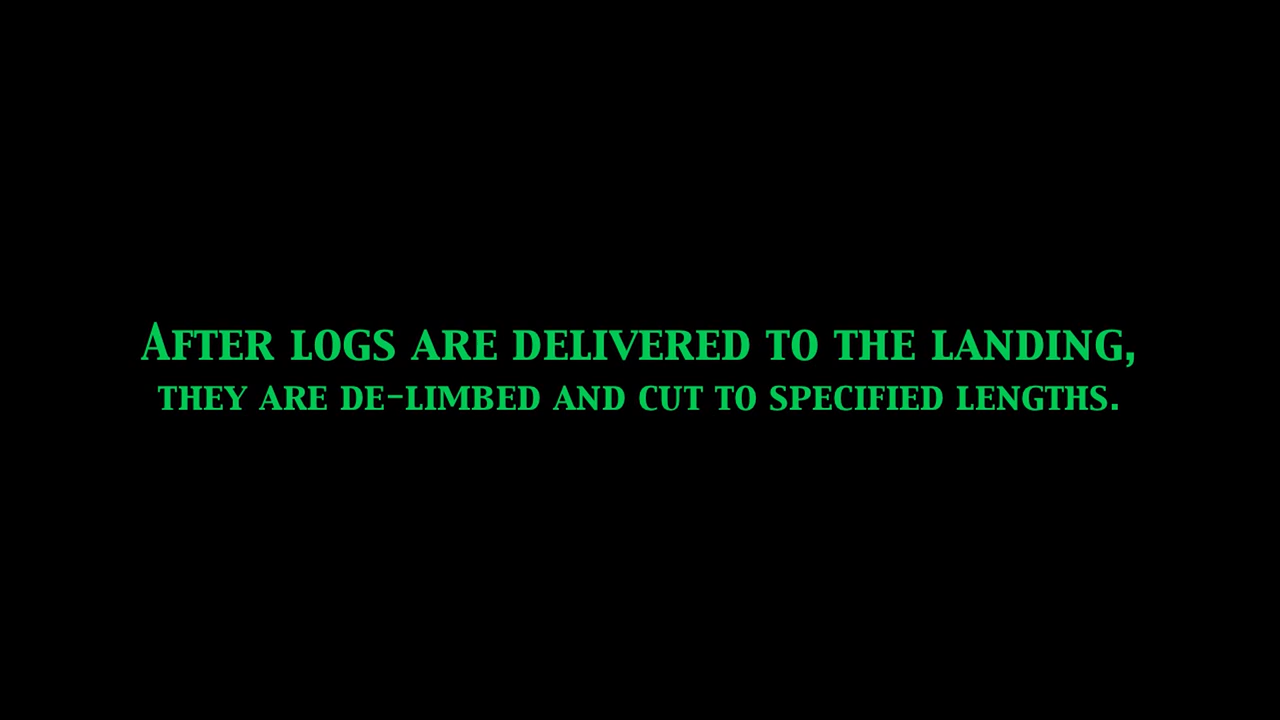 After logs are delivered to the landing,
they are de-limbed and cut to specified lengths.